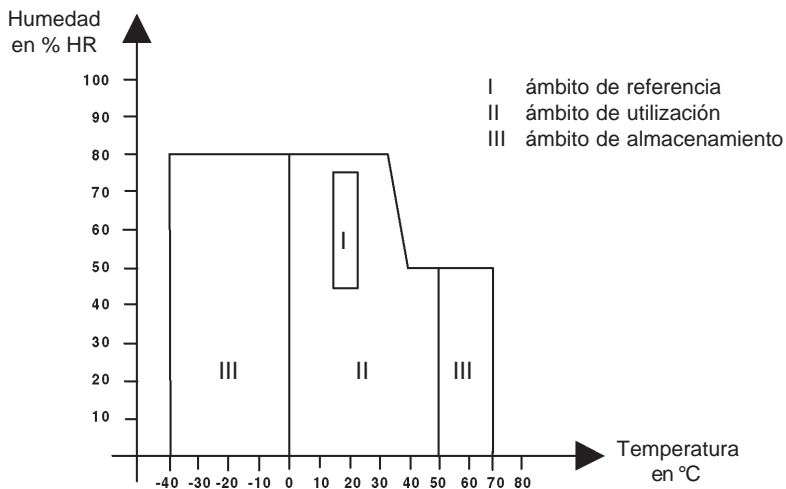 Humedad
en % HR
100
90
80
70
60
50
40
30
20
10
I ámbito de referencia
II ámbito de utilización
III ámbito de almacenamiento
I
III
II
III
-40 -30 -20 -10 0 10 20 30 40 50 60 70 80
Temperatura
en °C